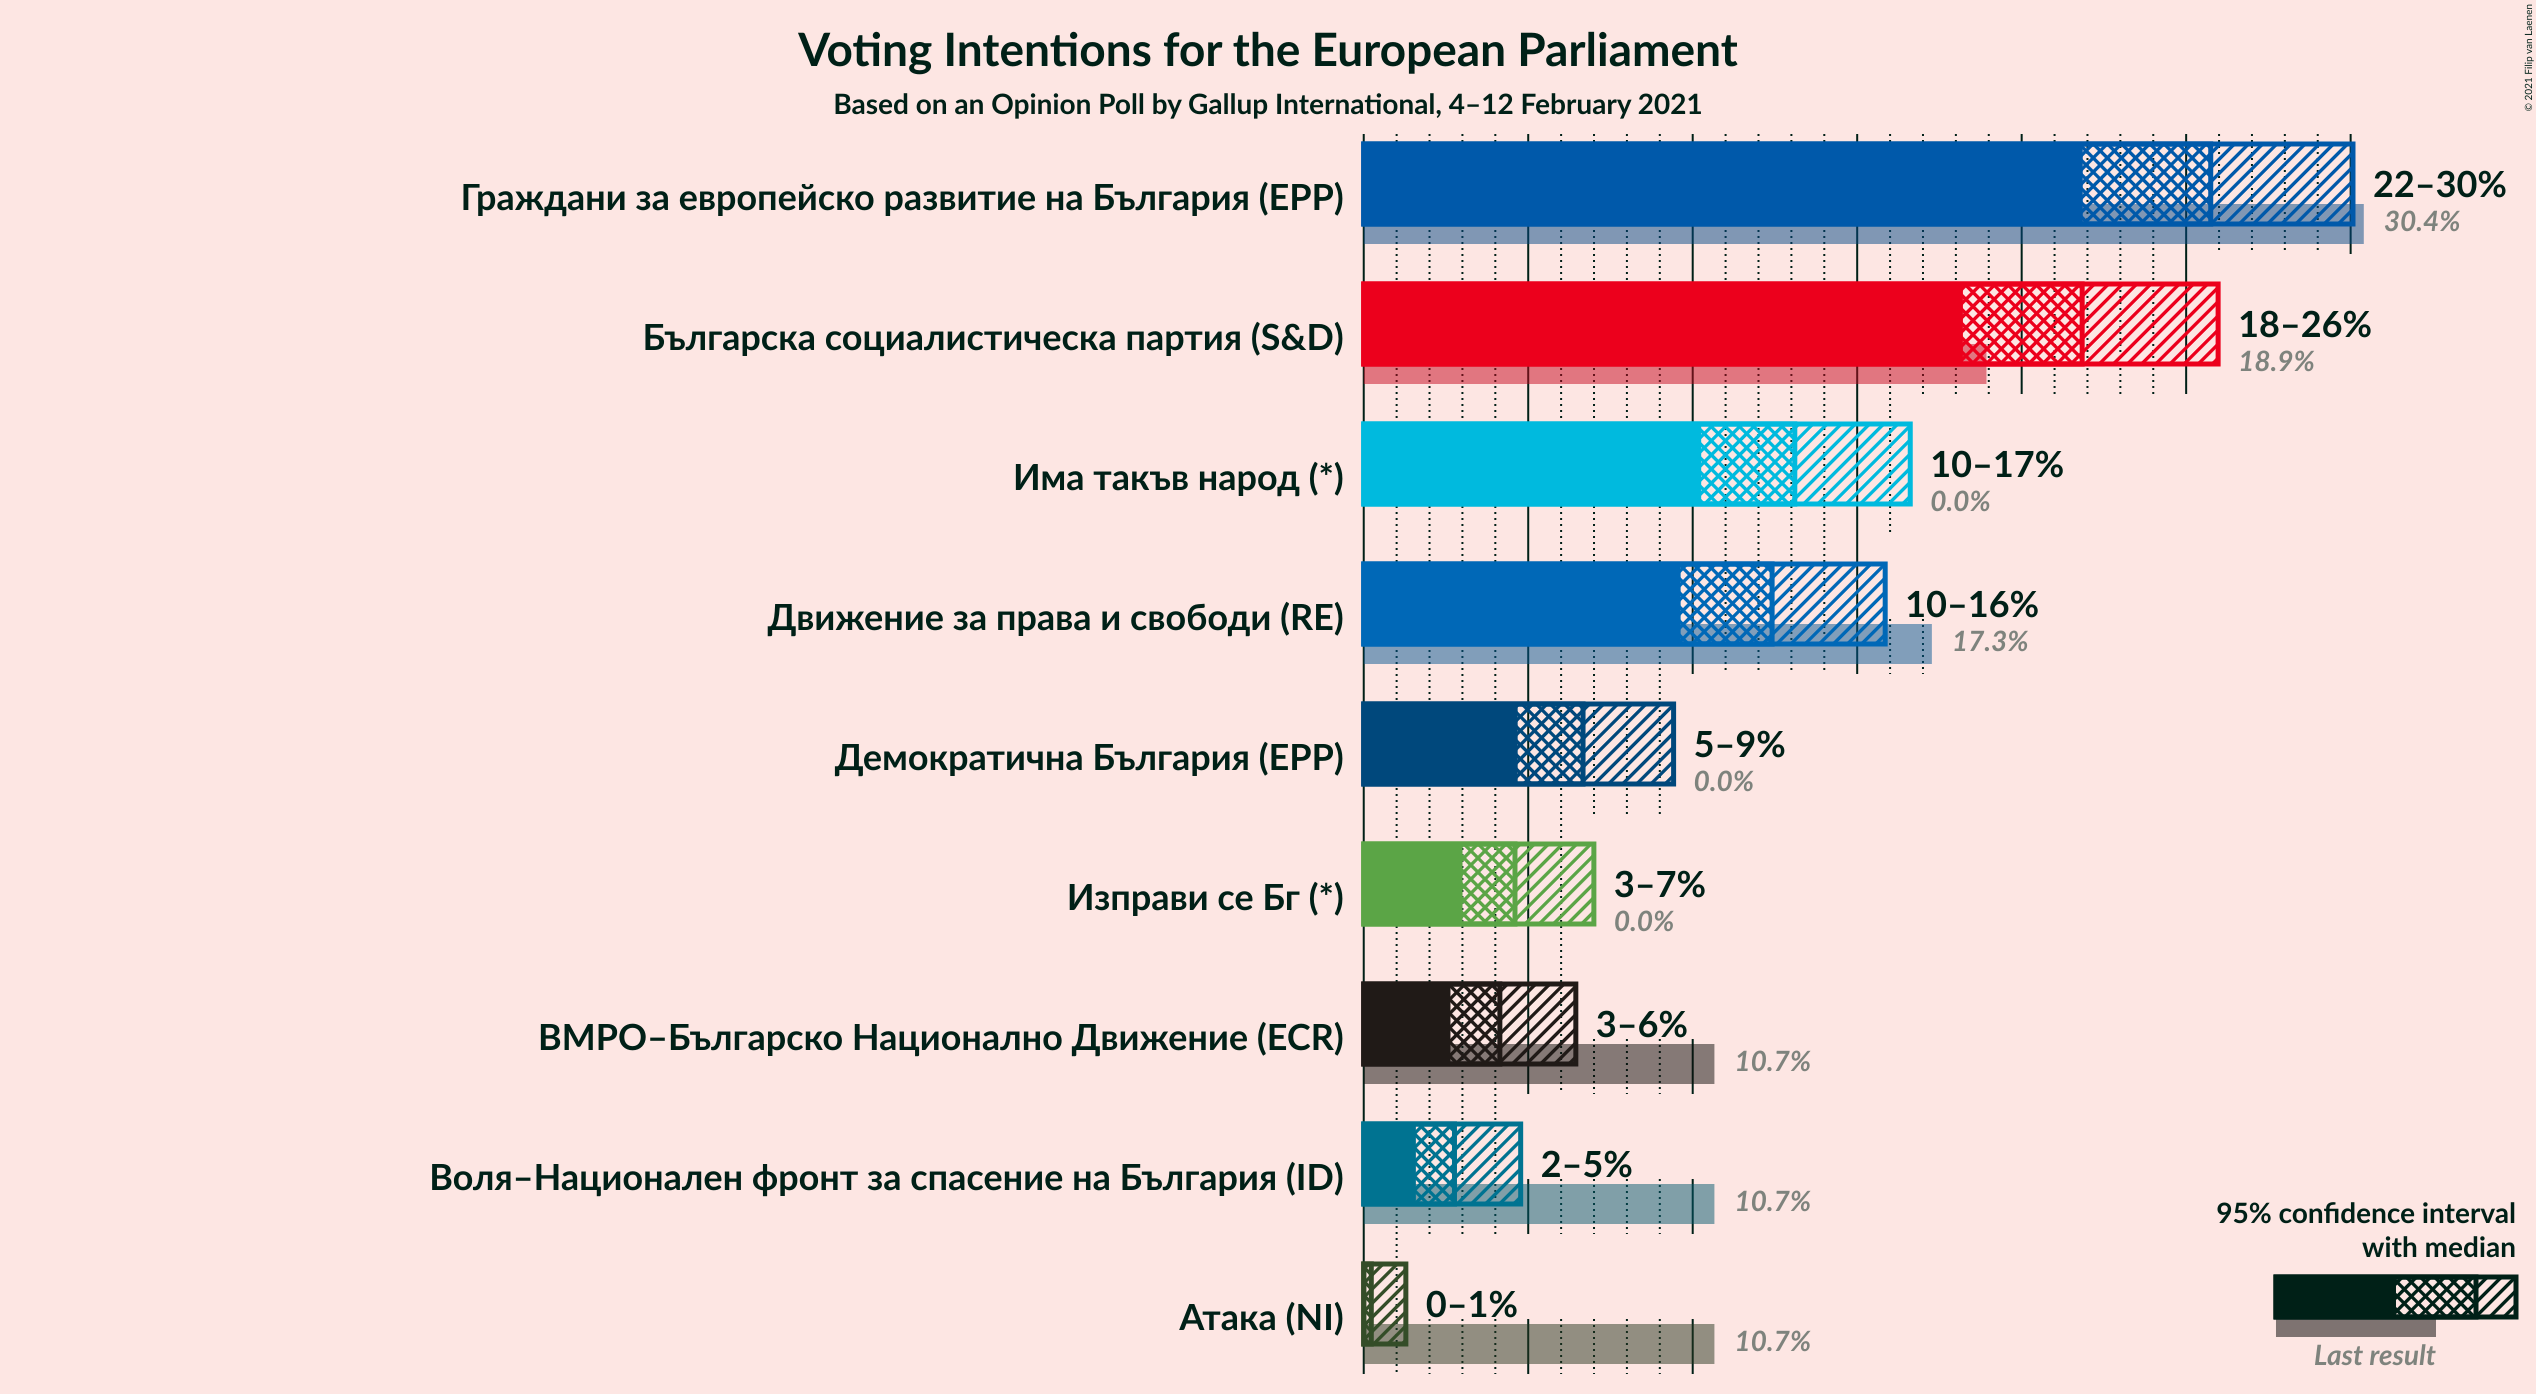 Voting Intentions for the European Parliament
Based on an Opinion Poll by Gallup International, 4–12 February 2021
© 2021 Filip van Laenen
Граждани за европейско развитие на България (EPP)
22–30%
30.4%
Българска социалистическа партия (S&D)
18–26%
18.9%
Има такъв народ (*)
10–17%
0.0%
Движение за права и свободи (RE)
10–16%
17.3%
Демократична България (EPP)
5–9%
0.0%
Изправи се Бг (*)
3–7%
0.0%
ВМРО–Българско Национално Движение (ECR)
3–6%
10.7%
Воля–Национален фронт за спасение на България (ID)
2–5%
10.7%
Атака (NI)
0–1%
10.7%
95% confidence interval
with median
Last result